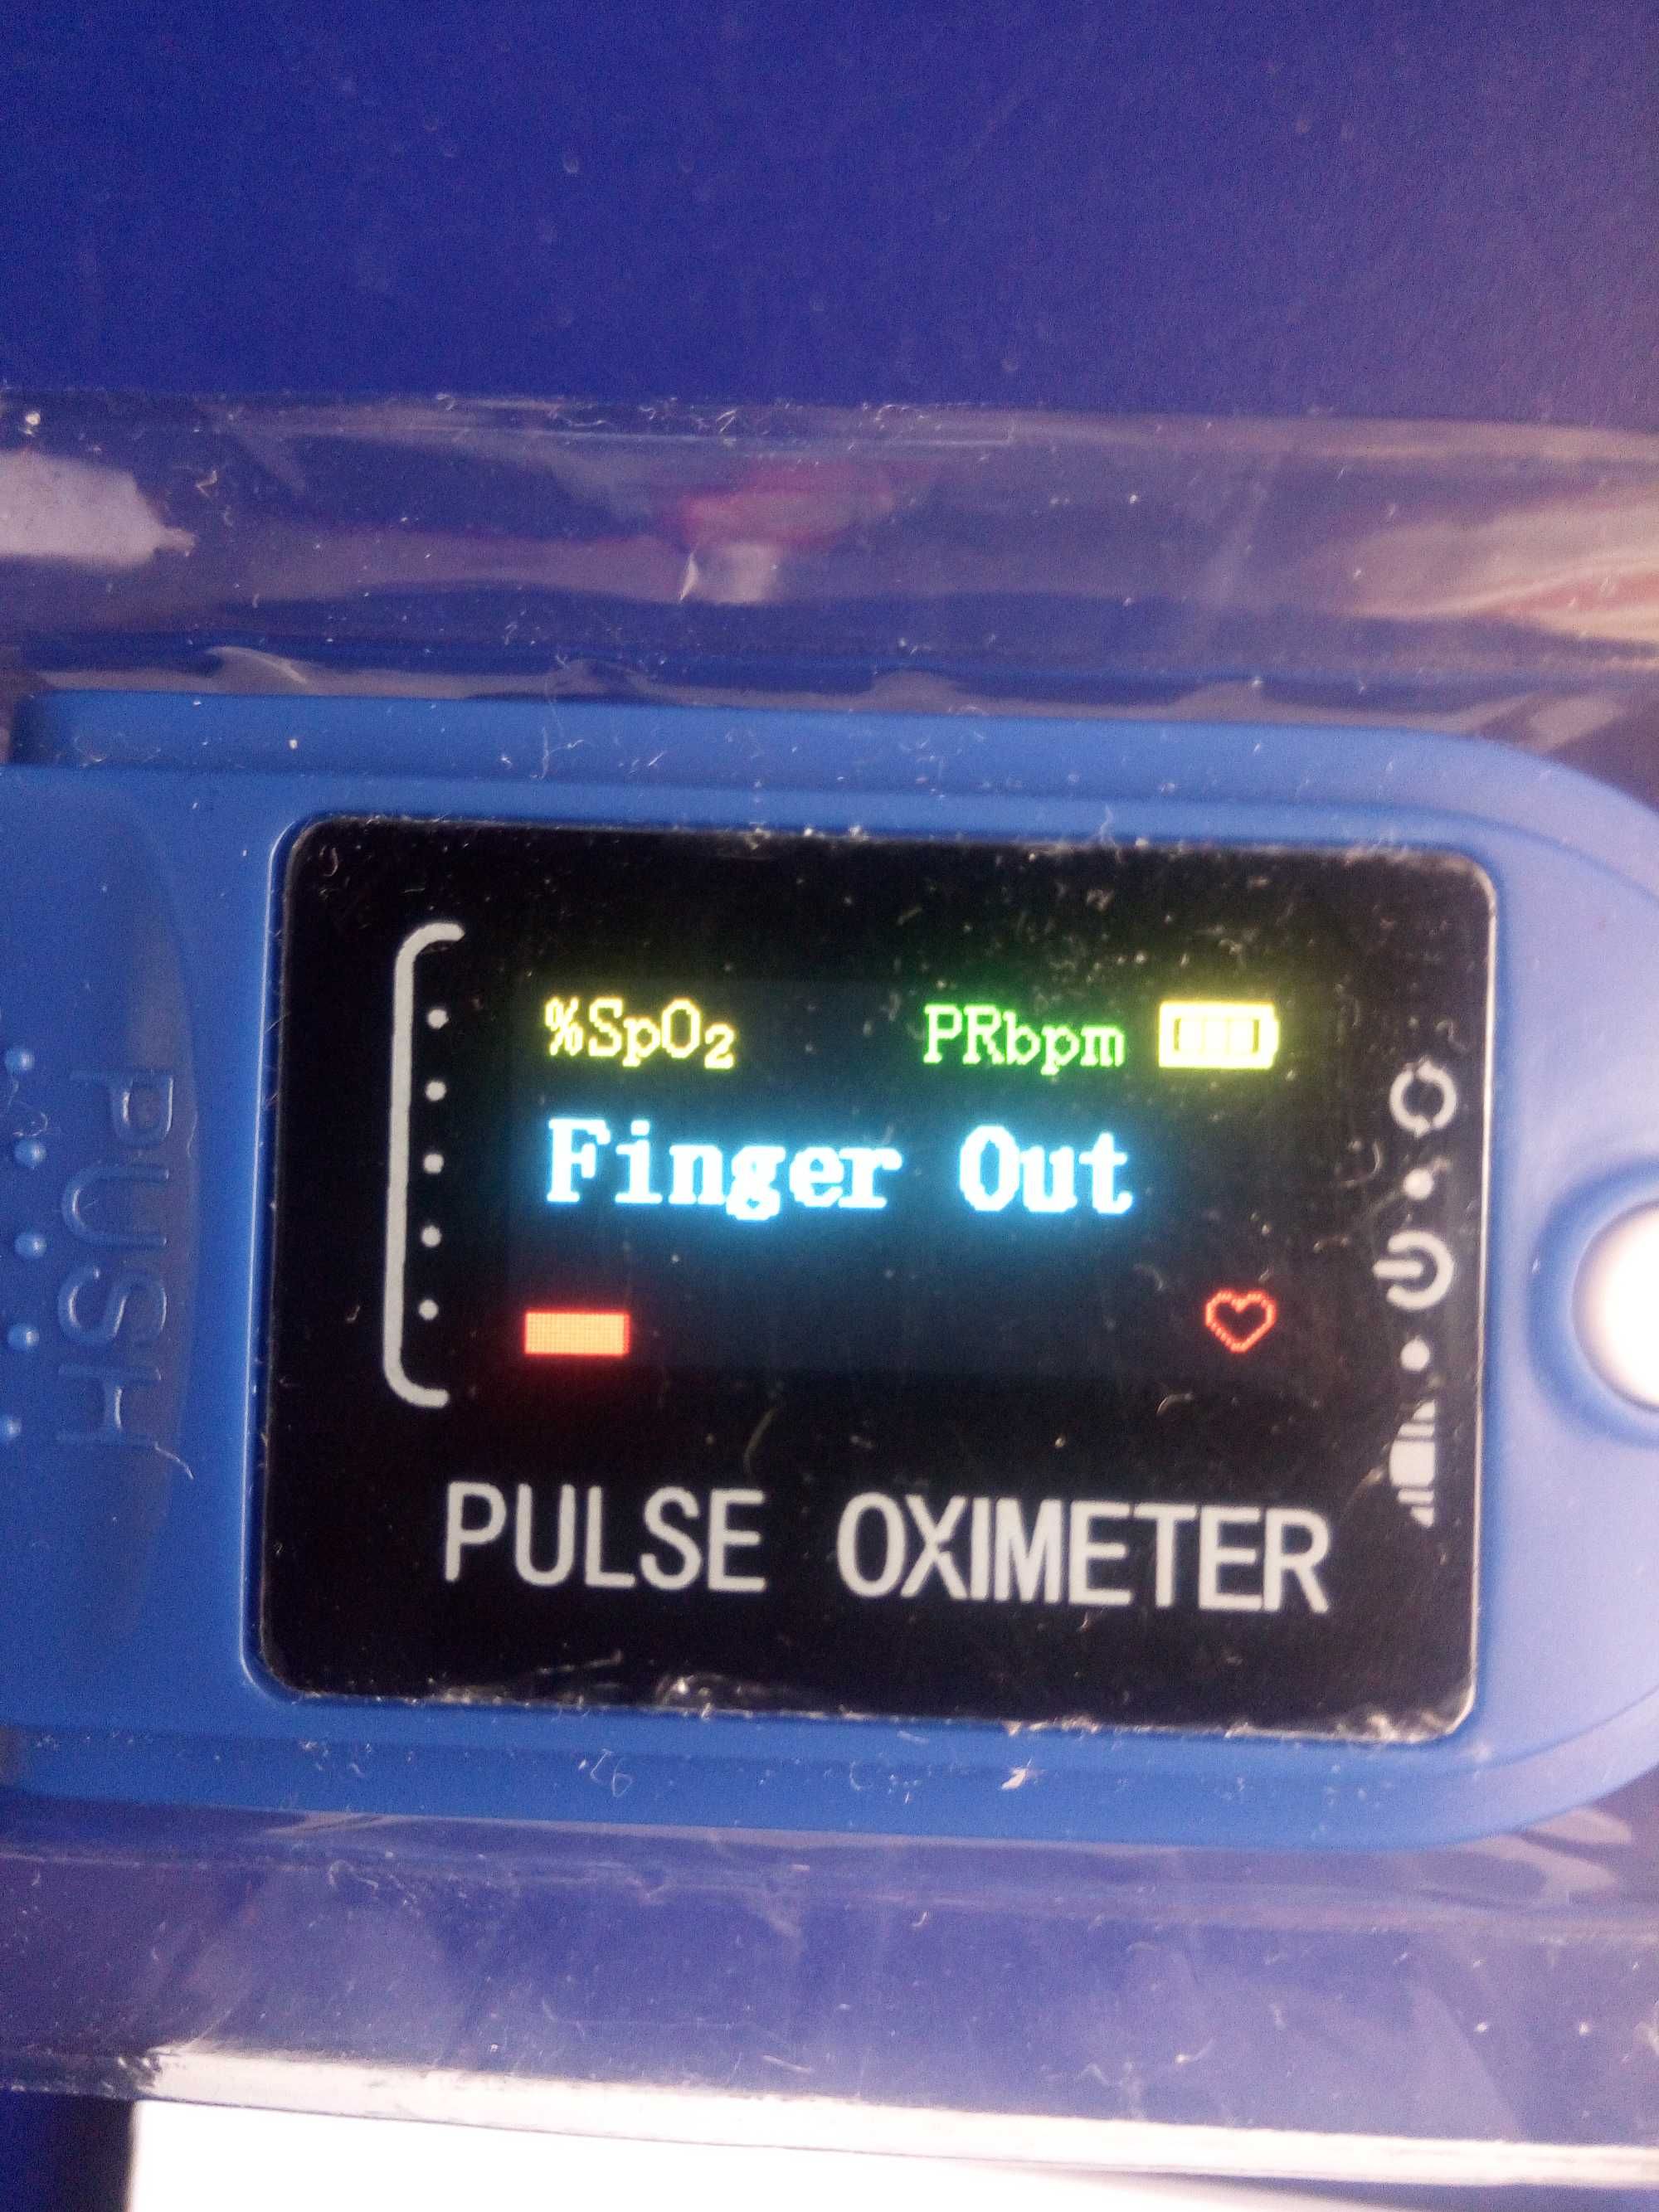 %SpO₂ PRbpm
Finger Out
PULSE OXIMETER
PUSH